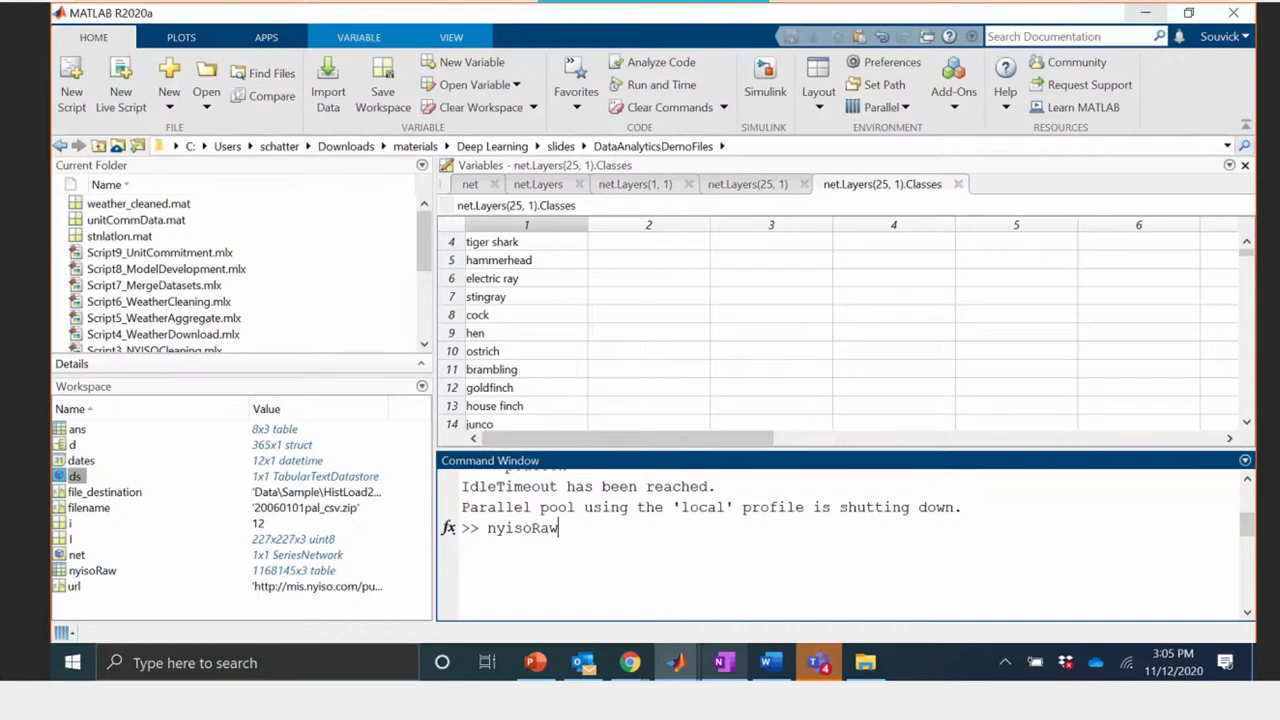 MATLAB R2020a
HOME PLOTS APPS VARIABLE VIEW Search Documentation Souvick
New Script
New Live Script
New
Open
Find Files
Compare
FILE
Import Data
Save Workspace
New Variable
Open Variable
Clear Workspace
VARIABLE
Favorites
Analyze Code
Run and Time
Clear Commands
CODE
Simulink
SIMULINK
Layout
Preferences
Set Path
Parallel
Add-Ons
ENVIRONMENT
Help
Community
Request Support
Learn MATLAB
RESOURCES
C: Users schatter Downloads materials Deep Learning slides DataAnalyticsDemoFiles
Current Folder
Name
weather_cleaned.mat
unitCommData.mat
stnlatlon.mat
Script9_UnitCommitment.mlx
Script8_ModelDevelopment.mlx
Script7_MergeDatasets.mlx
Script6_WeatherCleaning.mlx
Script5_WeatherAggregate.mlx
Script4_WeatherDownload.mlx
Script3_NYISOCleaning.mlx
Details
Workspace
Name Value
ans 8x3 table
d 365x1 struct
dates 12x1 datetime
ds 1x1 TabularTextDatastore
file_destination 'Data\Sample\HistLoad2...
filename '20060101pal_csv.zip'
i 12
I 227x227x3 uint8
net 1x1 SeriesNetwork
nyisoRaw 1168145x3 table
url 'http://mis.nyiso.com/pu...
Variables - net.Layers(25, 1).Classes
net net.Layers net.Layers(1, 1) net.Layers(25, 1) net.Layers(25, 1).Classes
net.Layers(25, 1).Classes
1 2 3 4 5 6
4 tiger shark
5 hammerhead
6 electric ray
7 stingray
8 cock
9 hen
10 ostrich
11 brambling
12 goldfinch
13 house finch
14 junco
Command Window
IdleTimeout has been reached.
Parallel pool using the 'local' profile is shutting down.
fx >> nyisoRaw
Type here to search
4
3:05 PM
11/12/2020